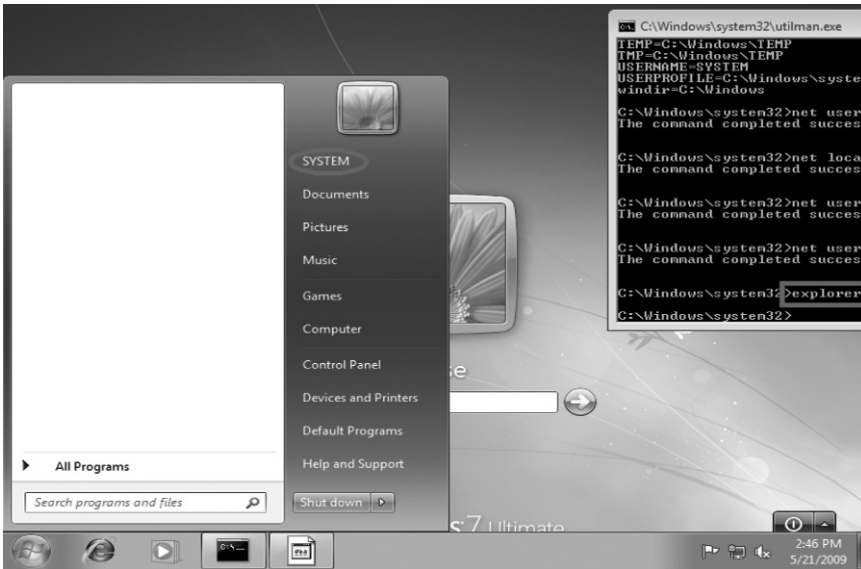 C:\Windows\system32\utilman.exe
TEMP=C:\Windows\TEMP
TMP=C:\Windows\TEMP
USERNAME=SYSTEM
USERPROFILE=C:\Windows\syste
windir=C:\Windows
C:\Windows\system32>net user
The command completed succes
C:\Windows\system32>net loca
The command completed succes
C:\Windows\system32>net user
The command completed succes
C:\Windows\system32>net user
The command completed succes
C:\Windows\system32>explorer
C:\Windows\system32>
SYSTEM
Documents
Pictures
Music
Games
Computer
Control Panel
Devices and Printers
Default Programs
Help and Support
All Programs
Search programs and files
Shut down
se
s 7 Ultimate
2:46 PM
5/21/2009